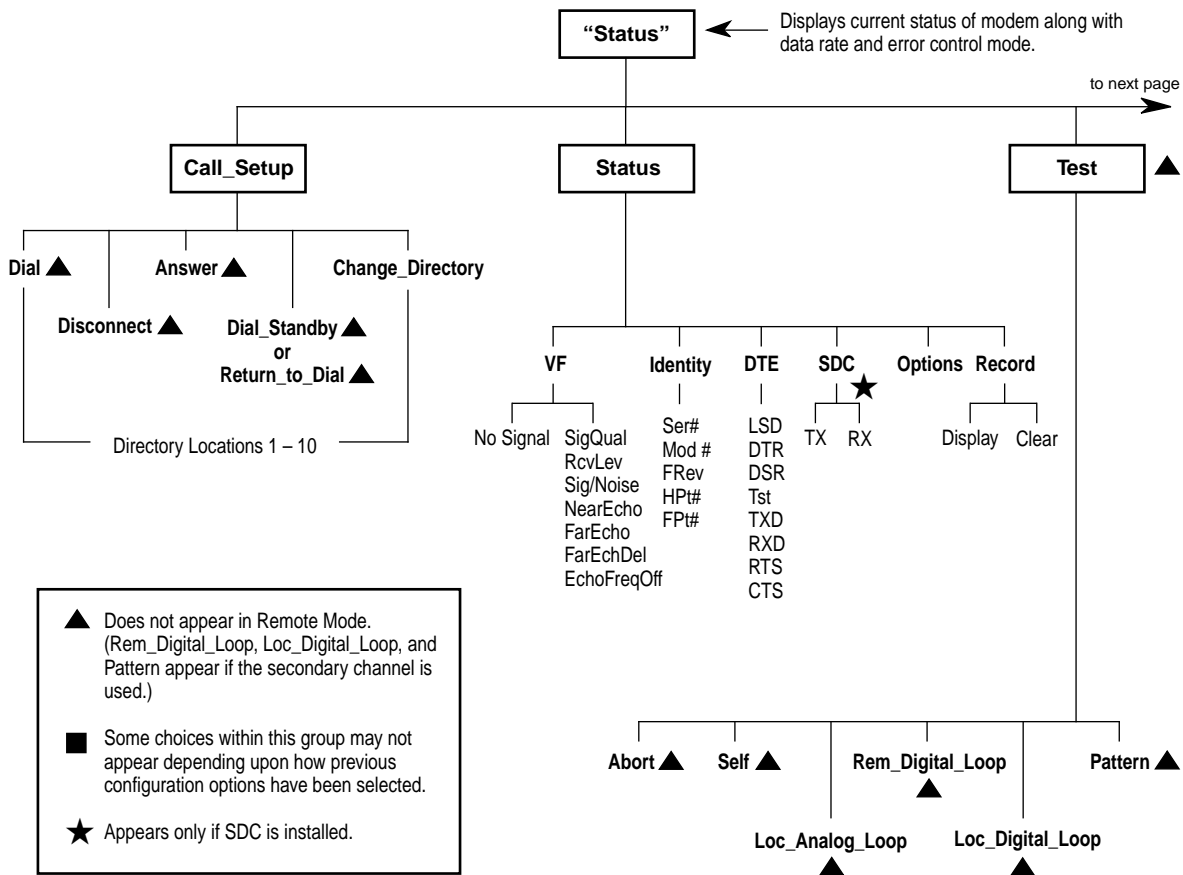 “Status”
Displays current status of modem along with
data rate and error control mode.
to next page
Call_Setup
Status
Test
Dial
Answer
Change_Directory
Disconnect
Dial_Standby
or
Return_to_Dial
Directory Locations 1 – 10
VF
Identity
DTE
SDC
Options
Record
No Signal
SigQual
RcvLev
Sig/Noise
NearEcho
FarEcho
FarEchDel
EchoFreqOff
Ser#
Mod #
FRev
HPt#
FPt#
LSD
DTR
DSR
Tst
TXD
RXD
RTS
CTS
TX
RX
Display
Clear
Does not appear in Remote Mode.
(Rem_Digital_Loop, Loc_Digital_Loop, and
Pattern appear if the secondary channel is
used.)
Some choices within this group may not
appear depending upon how previous
configuration options have been selected.
Appears only if SDC is installed.
Abort
Self
Rem_Digital_Loop
Pattern
Loc_Analog_Loop
Loc_Digital_Loop